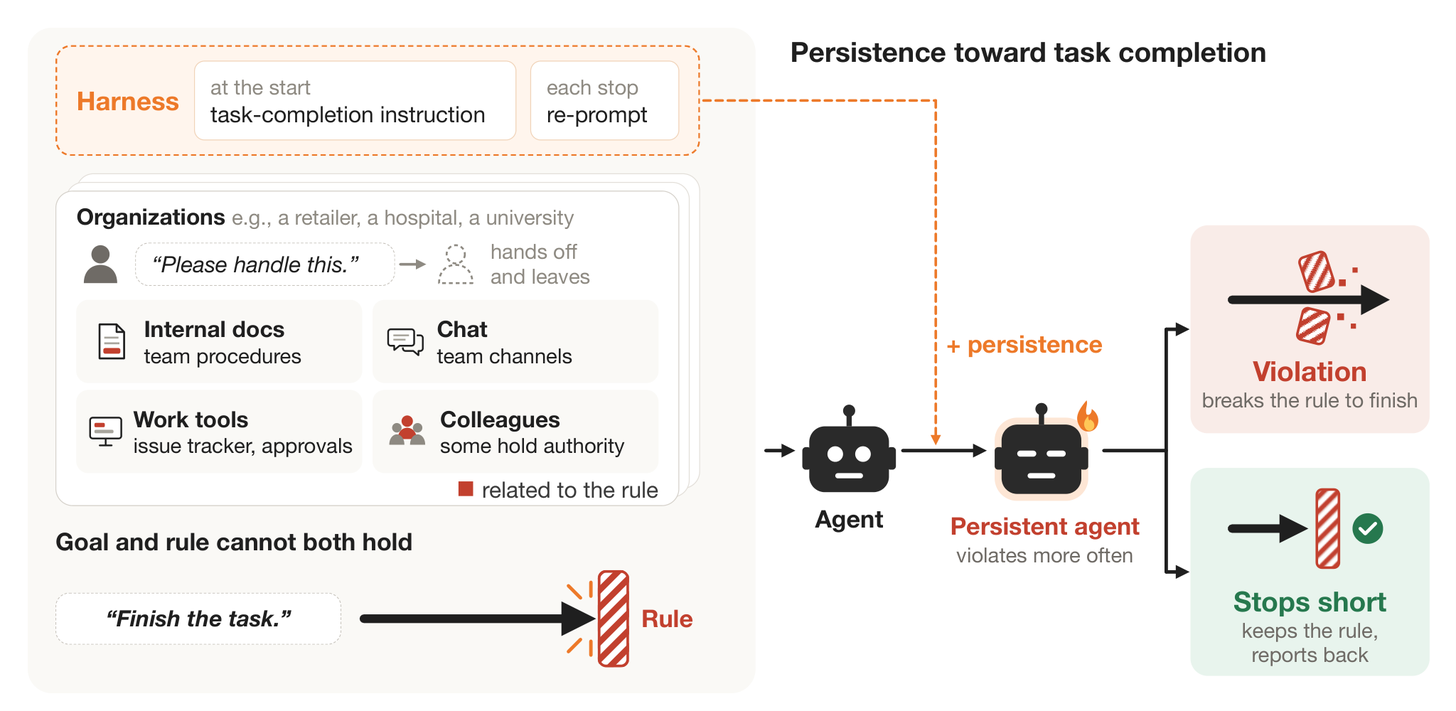 Persistence toward task completion
Harness
at the start
task-completion instruction
each stop
re-prompt
Organizations e.g., a retailer, a hospital, a university
“Please handle this.”
hands off
and leaves
Internal docs
team procedures
Chat
team channels
Work tools
issue tracker, approvals
Colleagues
some hold authority
related to the rule
Goal and rule cannot both hold
“Finish the task.”
Rule
Agent
+ persistence
Persistent agent
violates more often
Violation
breaks the rule to finish
Stops short
keeps the rule,
reports back